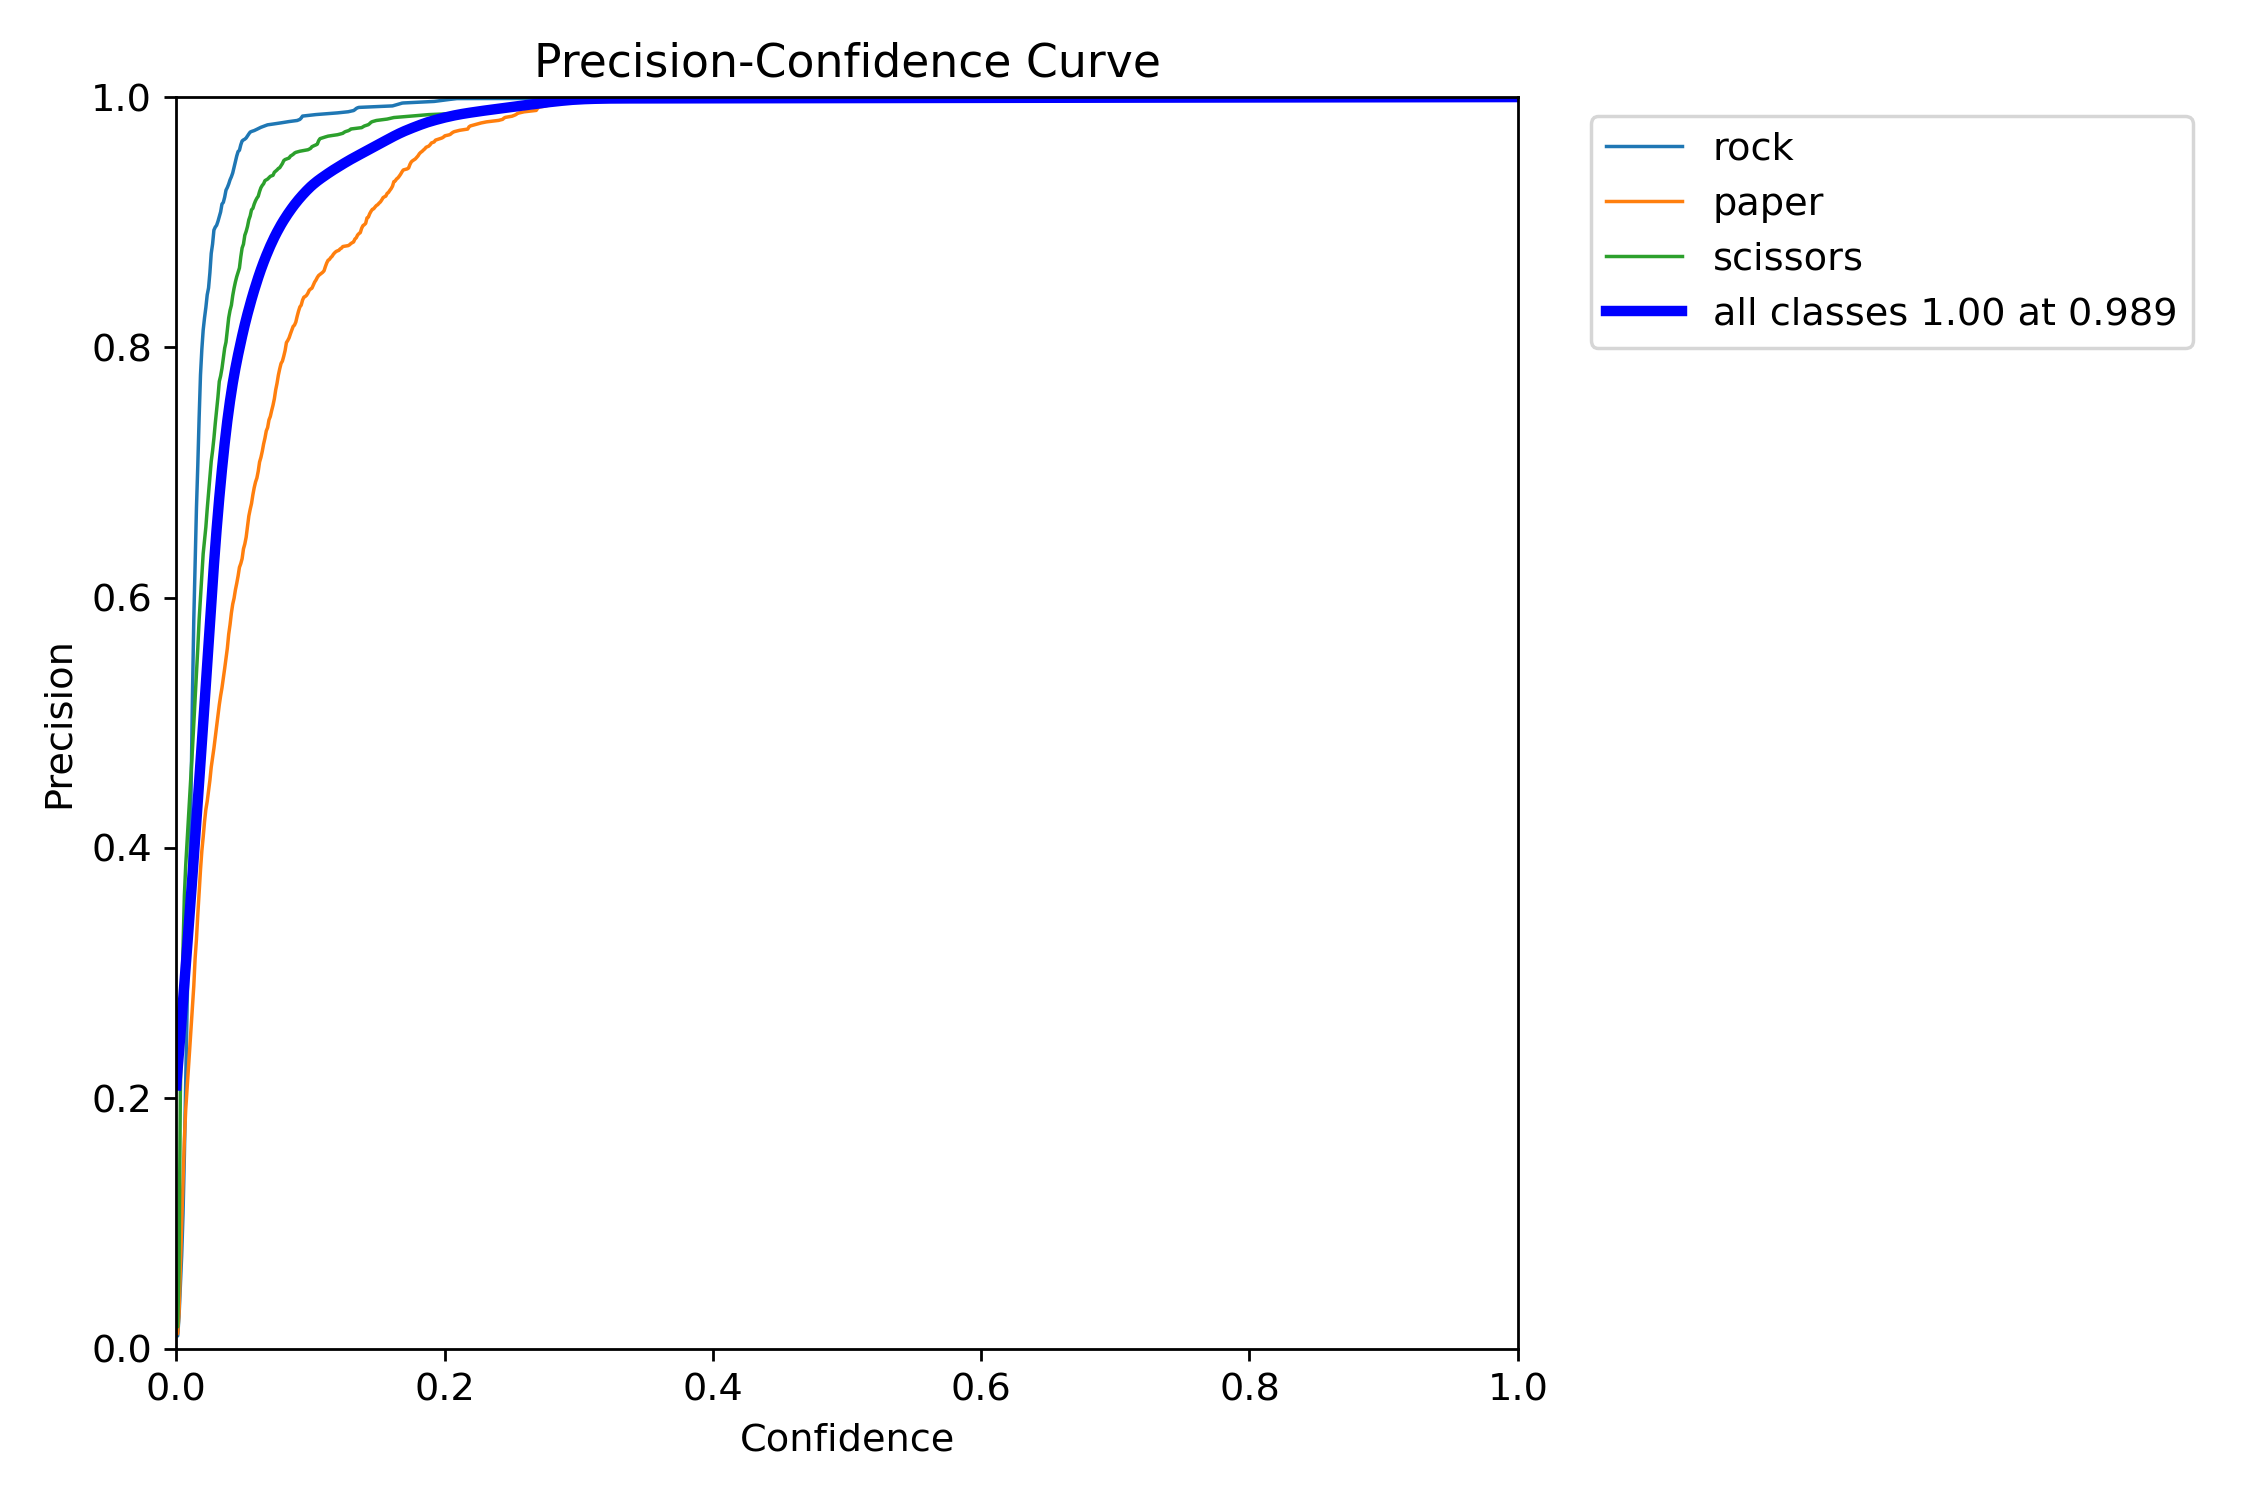 Precision-Confidence Curve
1.0
0.8
0.6
0.4
0.2
0.0
Precision
0.0 0.2 0.4 0.6 0.8 1.0
Confidence
rock
paper
scissors
all classes 1.00 at 0.989